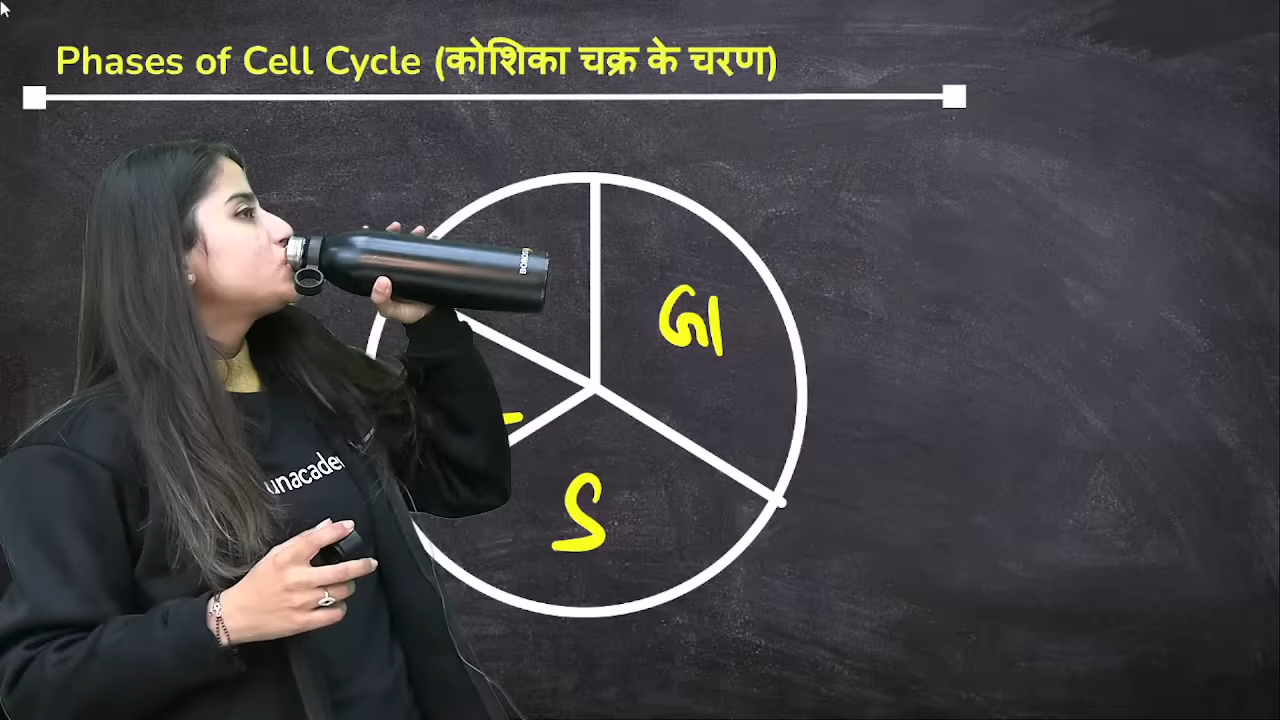 Phases of Cell Cycle (कोशिका चक्र के चरण)
G1
S